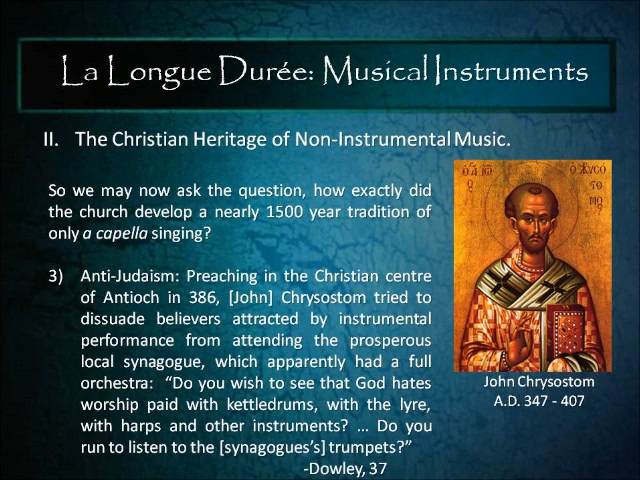 La Longue Durée: Musical Instruments
II. The Christian Heritage of Non-Instrumental Music.
So we may now ask the question, how exactly did
the church develop a nearly 1500 year tradition of
only a capella singing?
3) Anti-Judaism: Preaching in the Christian centre
of Antioch in 386, [John] Chrysostom tried to
dissuade believers attracted by instrumental
performance from attending the prosperous
local synagogue, which apparently had a full
orchestra: “Do you wish to see that God hates
worship paid with kettledrums, with the lyre,
with harps and other instruments? … Do you
run to listen to the [synagogues’s] trumpets?”
-Dowley, 37
John Chrysostom
A.D. 347 - 407